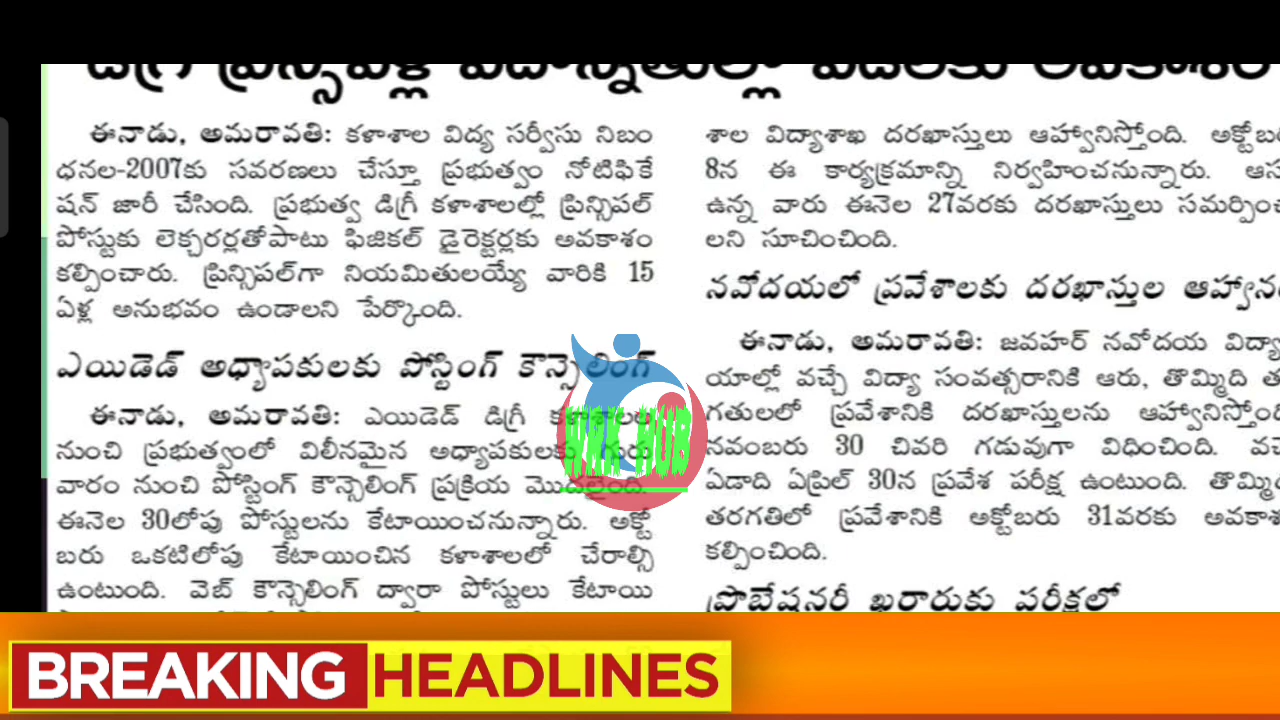 ఈనాడు, అమరావతి: కళాశాల విద్య సర్వీసు నిబం
ధనల-2007కు సవరణలు చేస్తూ ప్రభుత్వం నోటిఫికే
షన్ జారీ చేసింది. ప్రభుత్వ డిగ్రీ కళాశాలల్లో ప్రిన్సిపల్
పోస్టుకు లెక్చరర్లతోపాటు ఫిజికల్ డైరెక్టర్లకు అవకాశం
కల్పించారు. ప్రిన్సిపల్‌గా నియమితులయ్యే వారికి 15
ఏళ్ల అనుభవం ఉండాలని పేర్కొంది.
ఎయిడెడ్ అధ్యాపకులకు పోస్టింగ్ కౌన్సెలింగ్
ఈనాడు, అమరావతి: ఎయిడెడ్ డిగ్రీ కళాశాలల
నుంచి ప్రభుత్వంలో విలీనమైన అధ్యాపకులకు గురు
వారం నుంచి పోస్టింగ్ కౌన్సెలింగ్ ప్రక్రియ మొదలైంది.
ఈనెల 30లోపు పోస్టులను కేటాయించనున్నారు. అక్టో
బరు ఒకటిలోపు కేటాయించిన కళాశాలలో చేరాల్సి
ఉంటుంది. వెబ్ కౌన్సెలింగ్ ద్వారా పోస్టులు కేటాయి
శాల విద్యాశాఖ దరఖాస్తులు ఆహ్వానిస్తోంది.
8న ఈ కార్యక్రమాన్ని నిర్వహించనున్నారు.
ఉన్న వారు ఈనెల 27వరకు దరఖాస్తులు
లని సూచించింది.
నవోదయలో ప్రవేశాలకు దరఖాస్తుల
ఈనాడు, అమరావతి: జవహర్ నవోదయ
యాల్లో వచ్చే విద్యా సంవత్సరానికి ఆరు, తొమ్మిది
గతులలో ప్రవేశానికి దరఖాస్తులను
నవంబరు 30 చివరి గడువుగా విధించింది.
ఏడాది ఏప్రిల్ 30న ప్రవేశ పరీక్ష ఉంటుంది.
తరగతిలో ప్రవేశానికి అక్టోబరు 31వరకు
కల్పించింది.
ప్రొబేషనరీ ఖరారుకు పరీక్షలో
VRK HUB
BREAKING HEADLINES